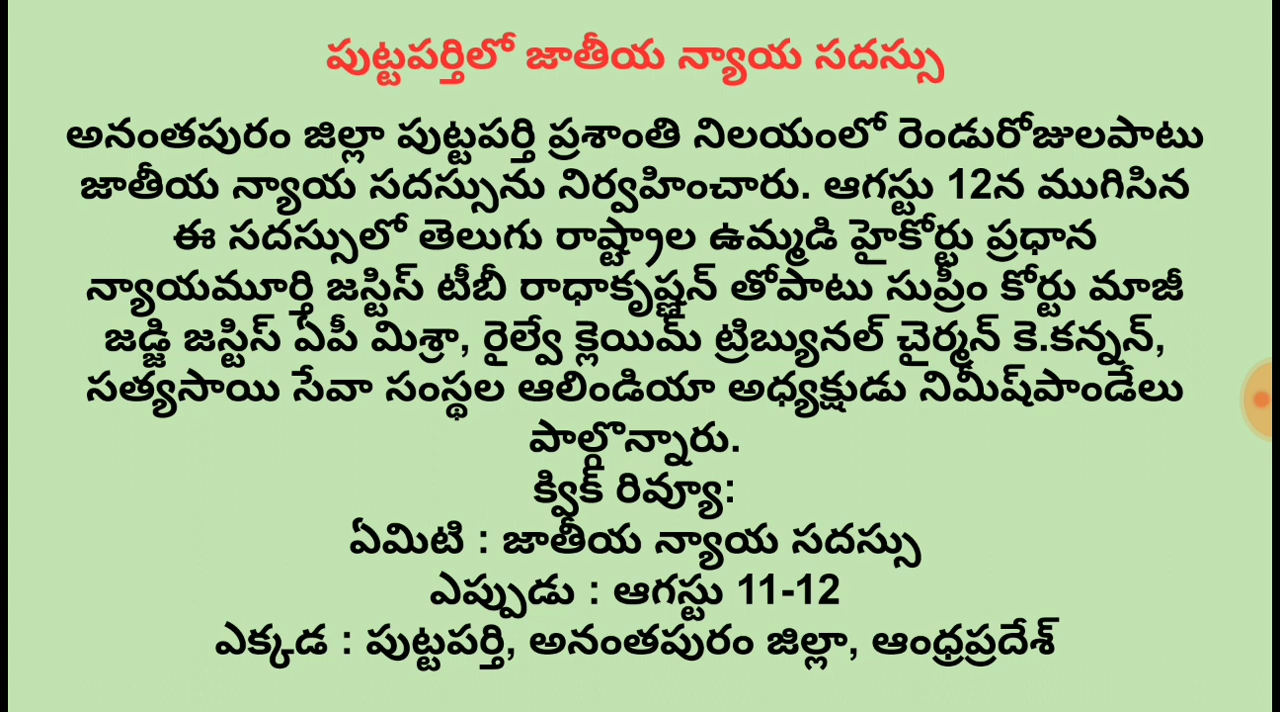 పుట్టపర్తిలో జాతీయ న్యాయ సదస్సు
అనంతపురం జిల్లా పుట్టపర్తి ప్రశాంతి నిలయంలో రెండురోజులపాటు
జాతీయ న్యాయ సదస్సును నిర్వహించారు. ఆగస్టు 12న ముగిసిన
ఈ సదస్సులో తెలుగు రాష్ట్రాల ఉమ్మడి హైకోర్టు ప్రధాన
న్యాయమూర్తి జస్టిస్ టీబీ రాధాకృష్ణన్ తోపాటు సుప్రీం కోర్టు మాజీ
జడ్జి జస్టిస్ ఏపీ మిశ్రా, రైల్వే క్లెయిమ్ ట్రిబ్యునల్ చైర్మన్ కె.కన్నన్,
సత్యసాయి సేవా సంస్థల ఆలిండియా అధ్యక్షుడు నిమీష్‌పాండేలు
పాల్గొన్నారు.
క్విక్ రివ్యూ:
ఏమిటి : జాతీయ న్యాయ సదస్సు
ఎప్పుడు : ఆగస్టు 11-12
ఎక్కడ : పుట్టపర్తి, అనంతపురం జిల్లా, ఆంధ్రప్రదేశ్